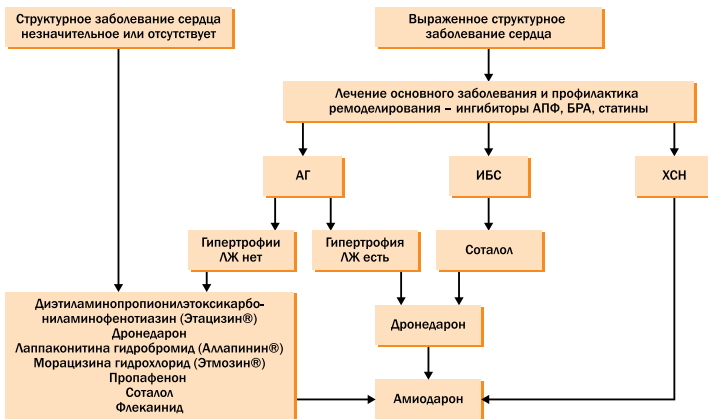 Структурное заболевание сердца
незначительное или отсутствует
Выраженное структурное
заболевание сердца
Лечение основного заболевания и профилактика
ремоделирования – ингибиторы АПФ, БРА, статины
АГ
ИБС
ХСН
Гипертрофии
ЛЖ нет
Гипертрофия
ЛЖ есть
Соталол
Диэтиламинопропионилэтоксикарбо-
ниламинофенотиазин (Этацизин®)
Дронедарон
Лаппаконитина гидробромид (Аллапинин®)
Морацизина гидрохлорид (Этмозин®)
Пропафенон
Соталол
Флекаинид
Дронедарон
Амиодарон